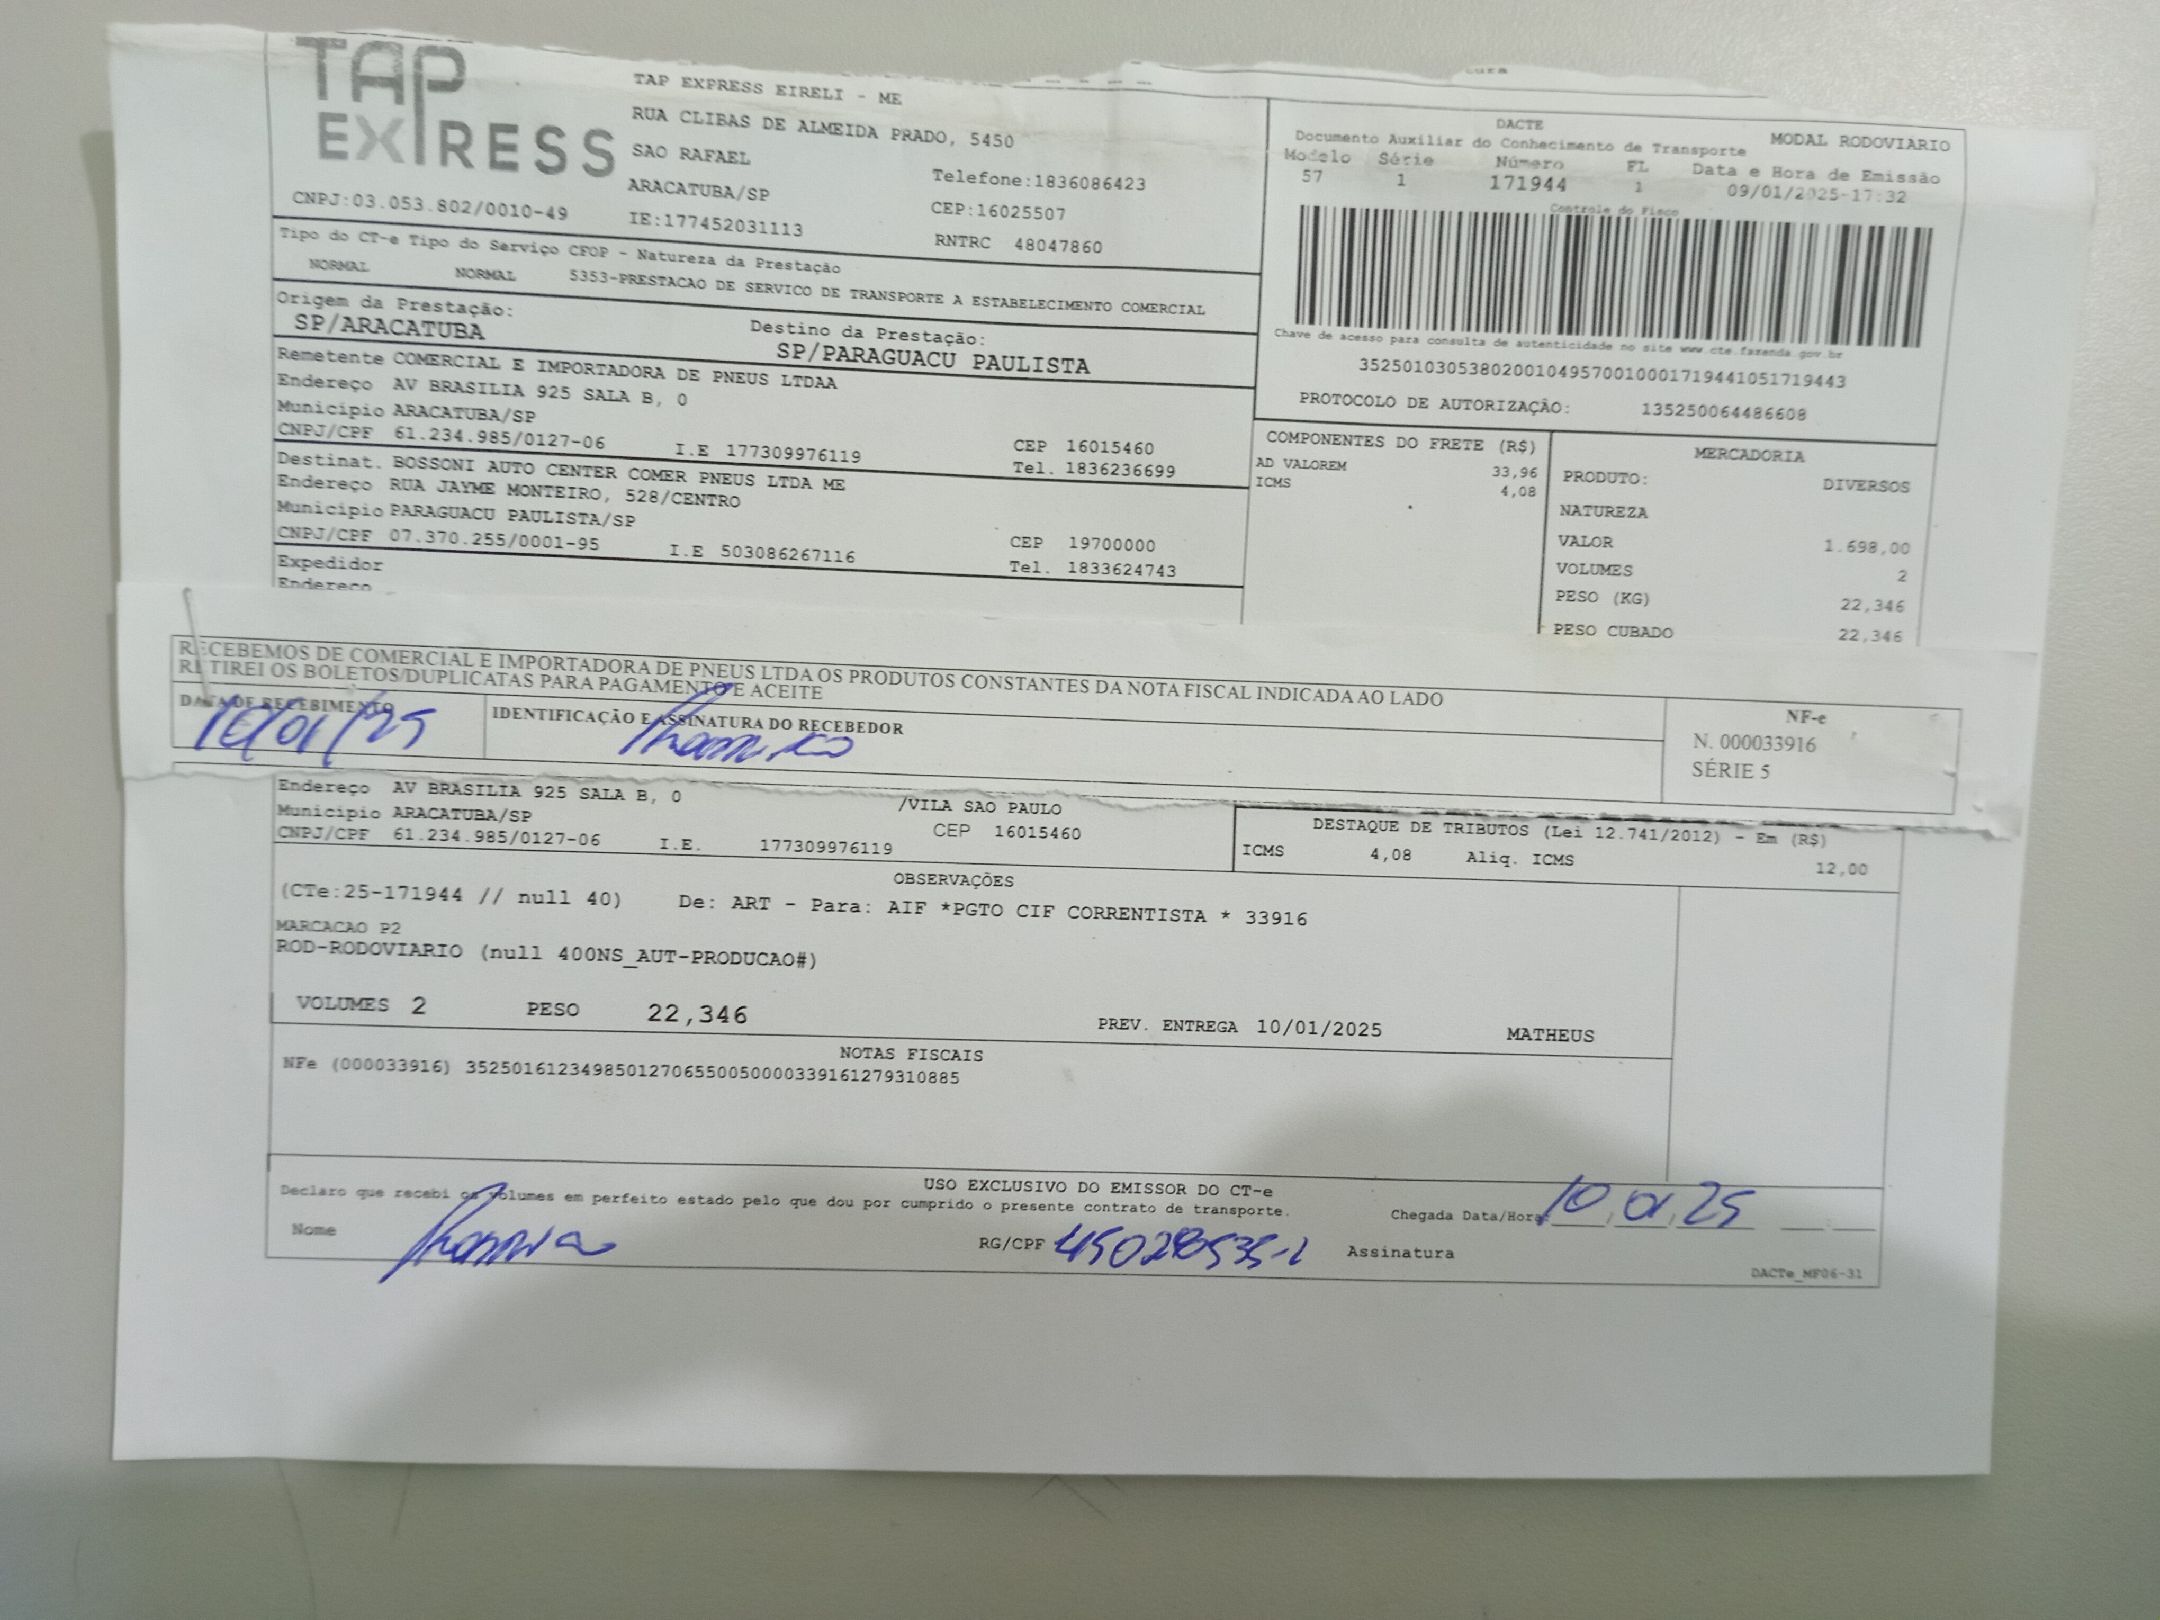 TAP
EXPRESS
TAP EXPRESS EIRELI - ME
RUA CLIBAS DE ALMEIDA PRADO, 5450
SAO RAFAEL
Telefone:1836086423
ARACATUBA/SP
CEP:16025507
CNPJ:03.053.802/0010-49
IE:177452031113
RNTRC 48047860
DACTE
MODAL RODOVIARIO
Documento Auxiliar do Conhecimento de Transporte
Modelo Série Número FL Data e Hora de Emissão
57 1 171944 1 09/01/2025-17:32
Controle do Fisco
Tipo do CT-e Tipo do Serviço CFOP - Natureza da Prestação
NORMAL NORMAL 5353-PRESTACAO DE SERVICO DE TRANSPORTE A ESTABELECIMENTO COMERCIAL
Origem da Prestação: Destino da Prestação:
SP/ARACATUBA SP/PARAGUACU PAULISTA
Chave de acesso para consulta de autenticidade no site www.cte.fazenda.gov.br
35250103053802001049570010001719441051719443
PROTOCOLO DE AUTORIZAÇÃO: 135250064486608
Remetente COMERCIAL E IMPORTADORA DE PNEUS LTDAA
Endereço AV BRASILIA 925 SALA B, 0
Municipio ARACATUBA/SP
CEP 16015460
CNPJ/CPF 61.234.985/0127-06 I.E 177309976119 Tel. 1836236699
Destinat. BOSSONI AUTO CENTER COMER PNEUS LTDA ME
Endereço RUA JAYME MONTEIRO, 528/CENTRO
Municipio PARAGUACU PAULISTA/SP
CEP 19700000
CNPJ/CPF 07.370.255/0001-95 I.E 503086267116 Tel. 1833624743
Expedidor
Endereço
COMPONENTES DO FRETE (R$)
AD VALOREM 33,96
ICMS 4,08
MERCADORIA
PRODUTO: DIVERSOS
NATUREZA
VALOR 1.698,00
VOLUMES 2
PESO (KG) 22,346
PESO CUBADO 22,346
RECEBEMOS DE COMERCIAL E IMPORTADORA DE PNEUS LTDA OS PRODUTOS CONSTANTES DA NOTA FISCAL INDICADA AO LADO
RETIREI OS BOLETOS/DUPLICATAS PARA PAGAMENTO E ACEITE
DATA DE RECEBIMENTO
10/01/25
IDENTIFICAÇÃO E ASSINATURA DO RECEBEDOR
NF-e
N. 000033916
SÉRIE 5
Endereço AV BRASILIA 925 SALA B, 0 /VILA SAO PAULO
Municipio ARACATUBA/SP CEP 16015460
CNPJ/CPF 61.234.985/0127-06 I.E. 177309976119
DESTAQUE DE TRIBUTOS (Lei 12.741/2012) - Em (R$)
ICMS 4,08 Aliq. ICMS 12,00
OBSERVAÇÕES
(CTe:25-171944 // null 40) De: ART - Para: AIF *PGTO CIF CORRENTISTA * 33916
MARCACAO P2
ROD-RODOVIARIO (null 400NS_AUT-PRODUCAO#)
VOLUMES 2 PESO 22,346 PREV. ENTREGA 10/01/2025 MATHEUS
NOTAS FISCAIS
NFe (000033916) 35250161234985012706550050000339161279310885
USO EXCLUSIVO DO EMISSOR DO CT-e
Declaro que recebi os volumes em perfeito estado pelo que dou por cumprido o presente contrato de transporte.
Chegada Data/Hora: 10,01,25
Nome
RG/CPF 45028535-1
Assinatura
DACTe_MF06-31